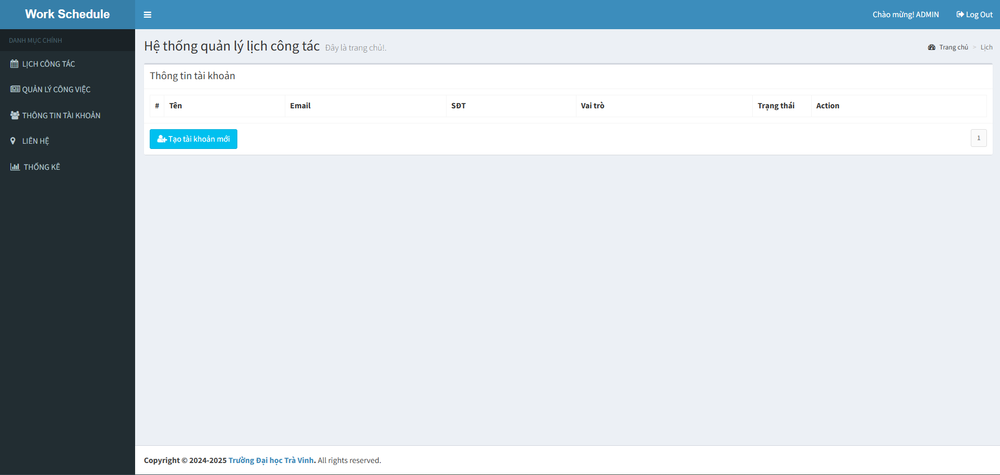 Work Schedule
Chào mừng! ADMIN
Log Out
DANH MỤC CHÍNH
LỊCH CÔNG TÁC
QUẢN LÝ CÔNG VIỆC
THÔNG TIN TÀI KHOẢN
LIÊN HỆ
THỐNG KÊ
Hệ thống quản lý lịch công tác Đây là trang chủ!.
Trang chủ > Lịch
Thông tin tài khoản
# Tên Email SĐT Vai trò Trạng thái Action
Tạo tài khoản mới
1
Copyright © 2024-2025 Trường Đại học Trà Vinh. All rights reserved.